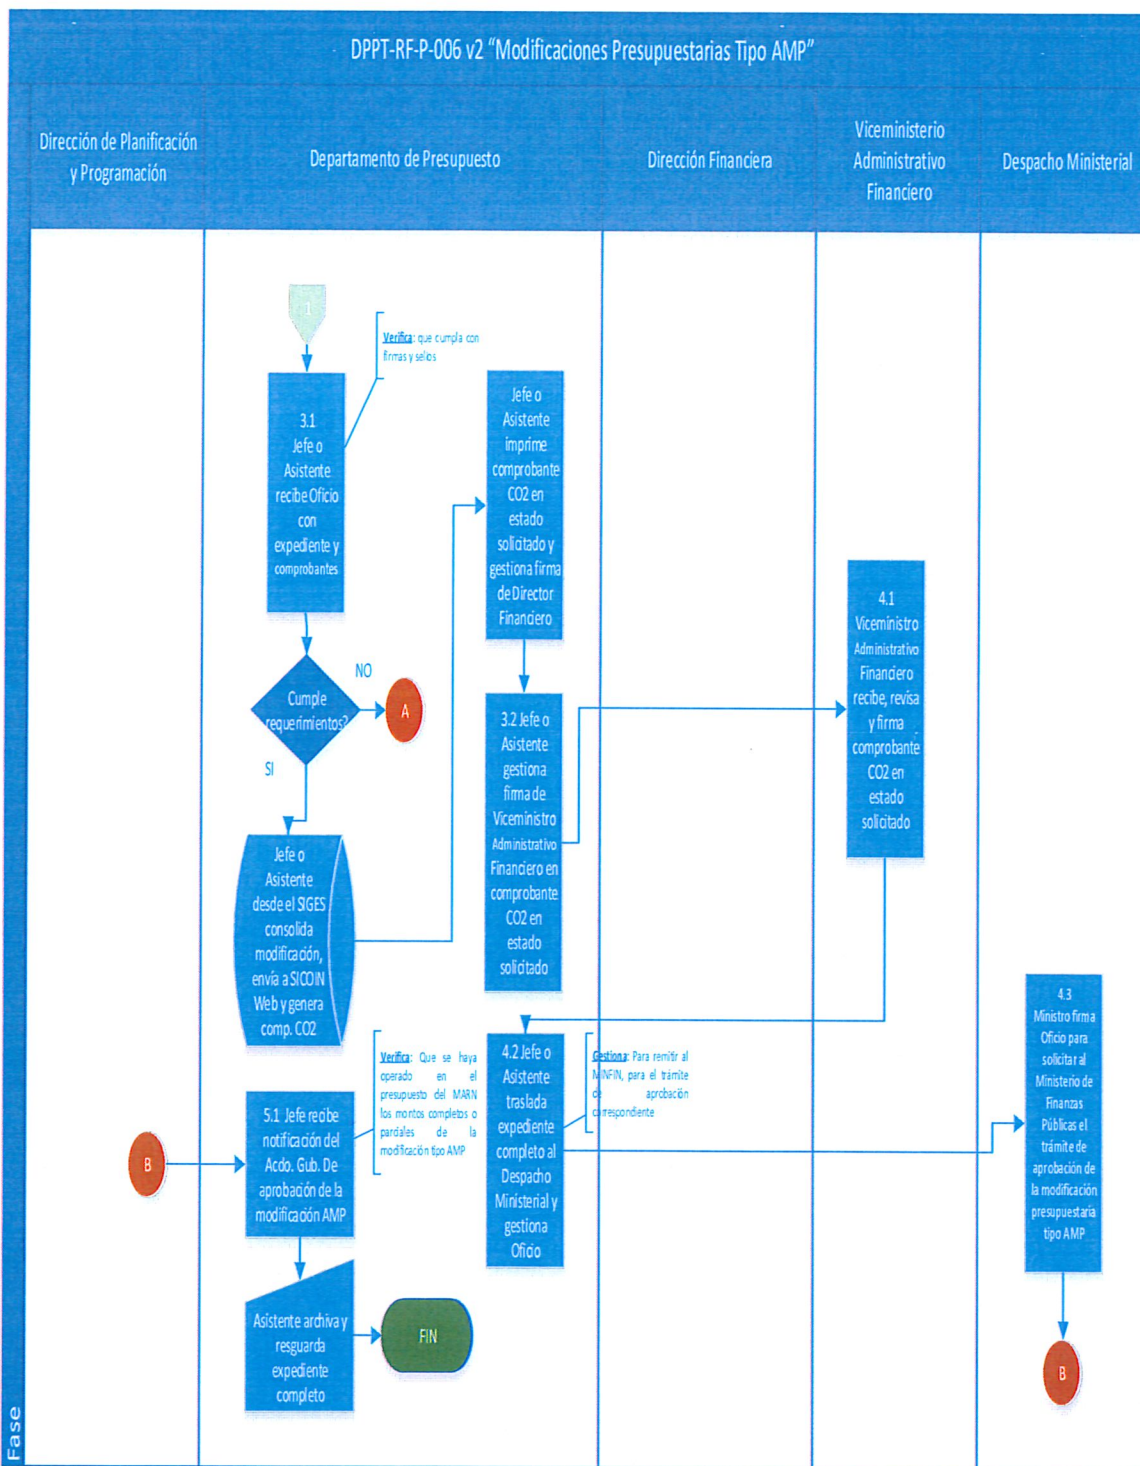 DPPT-RF-P-006 v2 “Modificaciones Presupuestarias Tipo AMP”
Dirección de Planificación
y Programación
Departamento de Presupuesto
Dirección Financiera
Viceministerio
Administrativo
Financiero
Despacho Ministerial
1
Verifica: que cumpla con
firmas y sellos
3.1
Jefe o
Asistente
recibe Oficio
con
expediente y
comprobantes
Cumple
requerimientos?
NO
A
SI
Jefe o
Asistente
desde el SIGES
consolida
modificación,
envía a SICOIN
Web y genera
comp. CO2
Jefe o
Asistente
imprime
comprobante
CO2 en
estado
solicitado y
gestiona firma
de Director
Financiero
3.2 Jefe o
Asistente
gestiona
firma de
Viceministro
Administrativo
Financiero en
comprobante
CO2 en
estado
solicitado
4.1
Viceministro
Administrativo
Financiero
recibe, revisa
y firma
comprobante
CO2 en
estado
solicitado
4.2 Jefe o
Asistente
traslada
expediente
completo al
Despacho
Ministerial y
gestiona
Oficio
Gestiona: Para remitir al
MINFIN, para el trámite
de aprobación
correspondiente
4.3
Ministro firma
Oficio para
solicitar al
Ministerio de
Finanzas
Públicas el
trámite de
aprobación de
la modificación
presupuestaria
tipo AMP
B
B
5.1 Jefe recibe
notificación del
Acdo. Gub. De
aprobación de la
modificación AMP
Verifica: Que se haya
operado en el
presupuesto del MARN
los montos completos o
parciales de la
modificación tipo AMP
Asistente archiva y
resguarda
expediente
completo
FIN
Fase